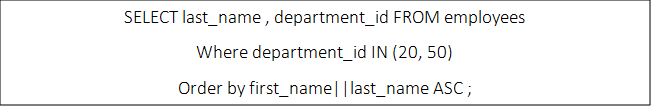 SELECT last_name , department_id FROM employees
Where department_id IN (20, 50)
Order by first_name||last_name ASC ;